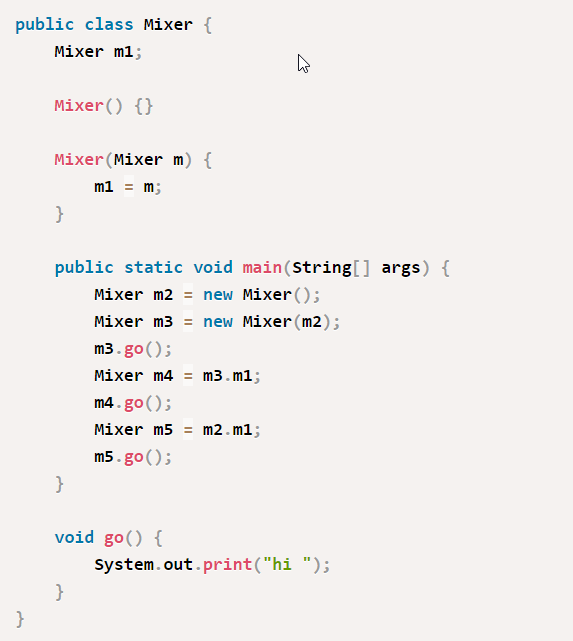 public class Mixer {
    Mixer m1;

    Mixer() {}

    Mixer(Mixer m) {
        m1 = m;
    }

    public static void main(String[] args) {
        Mixer m2 = new Mixer();
        Mixer m3 = new Mixer(m2);
        m3.go();
        Mixer m4 = m3.m1;
        m4.go();
        Mixer m5 = m2.m1;
        m5.go();
    }

    void go() {
        System.out.print("hi ");
    }
}